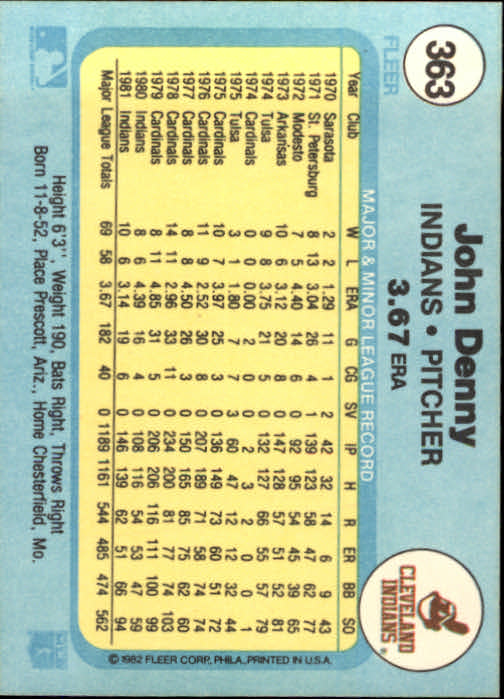 363
FLEER
John Denny
INDIANS • PITCHER
3.67 ERA
CLEVELAND INDIANS
MAJOR & MINOR LEAGUE RECORD
Year Club W L ERA G CG SV IP H R ER BB SO
1970 Sarasota 2 2 1.29 11 1 2 42 32 14 6 9 43
1971 St. Petersburg 8 13 3.04 26 4 1 139 123 58 47 62 77
1972 Modesto 7 5 4.40 14 6 0 92 95 54 45 39 65
1973 Arkansas 10 6 3.12 20 6 0 147 128 57 51 77
1974 Tulsa 9 8 3.75 21 5 0 132 127 66 55 57 79
1974 Cardinals 0 0 0.00 2 0 0 2 3 2 0 0 1
1975 Tulsa 3 1 1.80 7 0 60 47 12 12 32 44
1975 Cardinals 10 7 3.97 25 3 0 136 149 73 60 51 72
1976 Cardinals 11 9 2.52 30 8 0 207 189 71 58 74 74
1977 Cardinals 8 8 4.50 26 3 0 150 165 85 75 62 60
1978 Cardinals 14 11 2.96 33 11 0 234 200 81 77 74 103
1979 Cardinals 8 11 4.85 31 5 0 206 206 116 111 100 99
1980 Indians 8 6 4.39 16 4 0 108 116 54 53 47 59
1981 Indians 10 6 3.14 19 6 0 146 139 62 51 66 94
Major League Totals 69 58 3.67 182 40 0 1189 1161 544 485 474 562
Height 6'3", Weight 190, Bats Right, Throws Right
Born 11-8-52, Place Prescott, Ariz., Home Chesterfield, Mo.
© 1982 FLEER CORP., PHILA., PRINTED IN U.S.A.